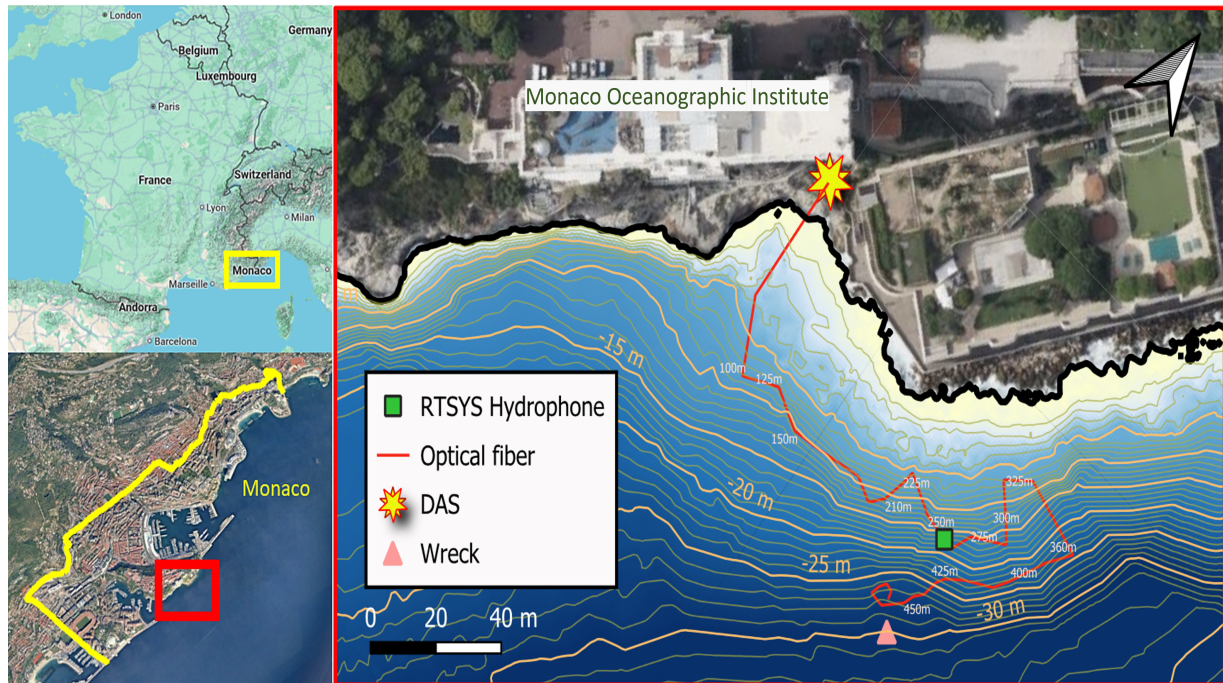 London
Belgium
Germany
Luxembourg
Paris
France
Switzerland
Lyon
Milan
Monaco
Marseille
Andorra
Barcelona
Monaco
Monaco Oceanographic Institute
-15 m
100m
125m
150m
-20 m
225m
210m
250m
325m
300m
275m
360m
-25 m
425m
400m
450m
-30 m
RTSYS Hydrophone
Optical fiber
DAS
Wreck
0 20 40 m